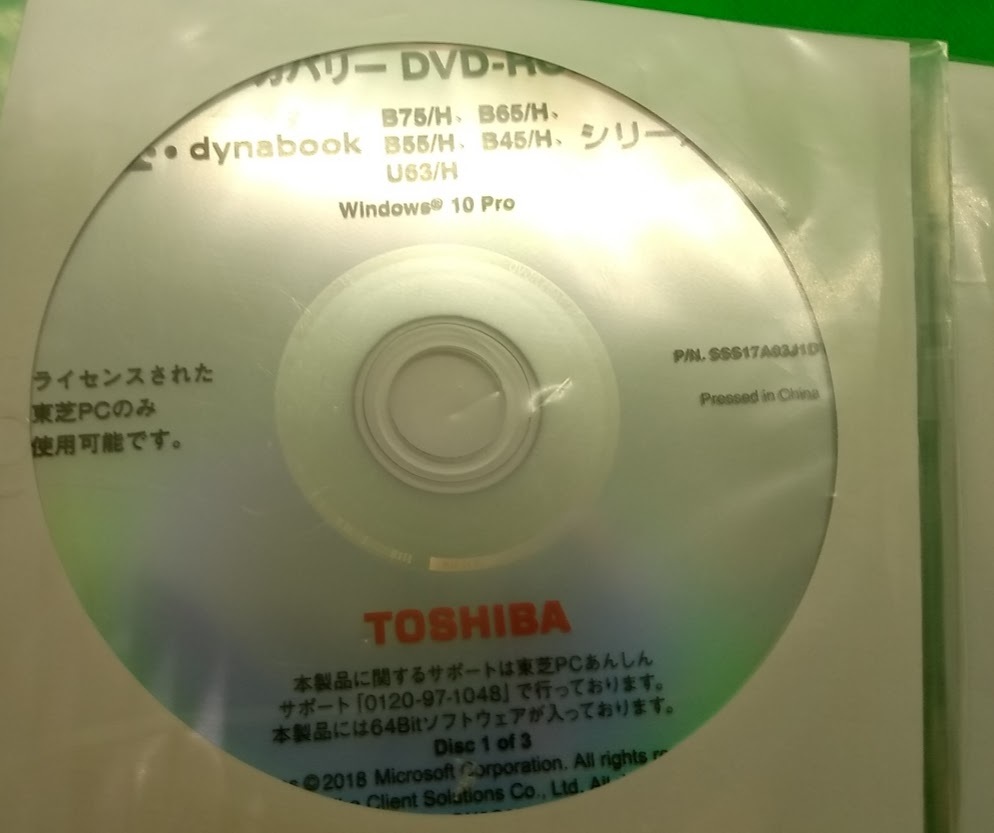 カバリー DVD-RO
dynabook B75/H、B65/H、B55/H、B45/H、U63/H シリー
Windows® 10 Pro
P/N. SSS17A03J1D
Pressed in China
ライセンスされた
東芝PCのみ
使用可能です。
TOSHIBA
本製品に関するサポートは東芝PCあんしん
サポート「0120-97-1048」で行っております。
本製品には64Bitソフトウェアが入っております。
Disc 1 of 3
©2018 Microsoft Corporation. All rights
Client Solutions Co., Ltd. All